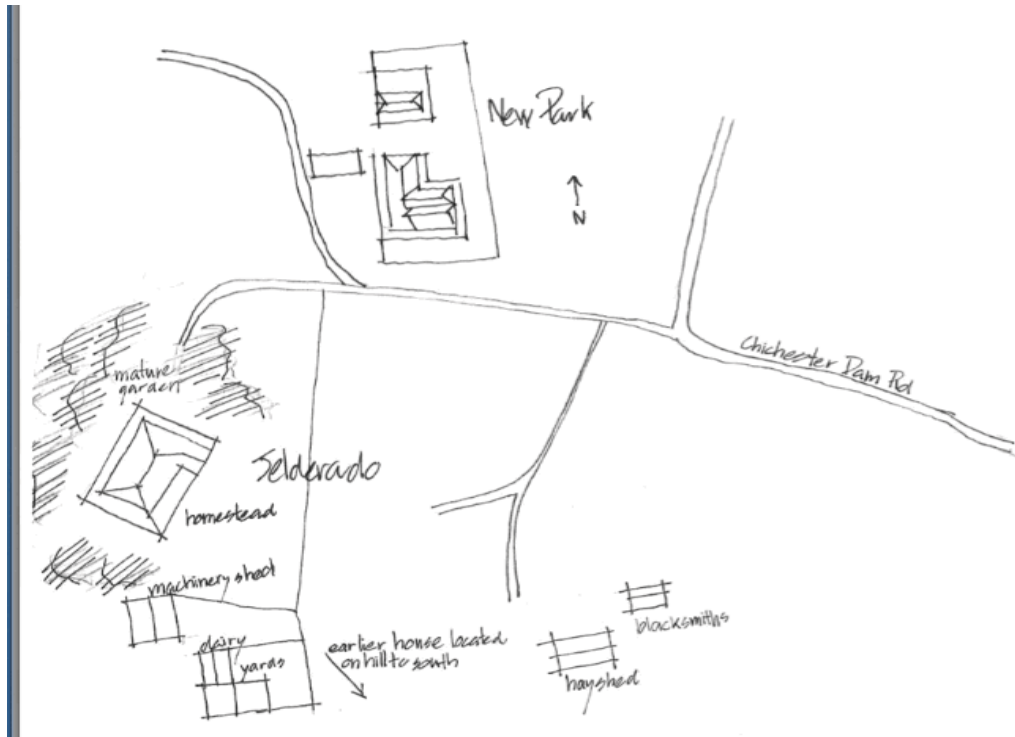 New Park
N
Chichester Dam Rd
mature
garden
Selderado
homestead
machinery shed
dairy
yards
earlier house located
on hill to south
blacksmiths
hayshed